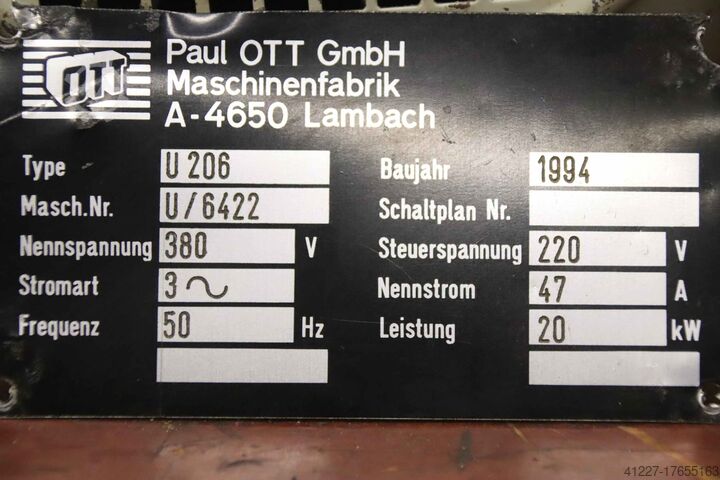 OTT
Paul OTT GmbH
Maschinenfabrik
A-4650 Lambach
Type U 206 Baujahr 1994
Masch.Nr. U/6422 Schaltplan Nr.
Nennspannung 380 V Steuerspannung 220 V
Stromart 3~ Nennstrom 47 A
Frequenz 50 Hz Leistung 20 kW
41227-17655163